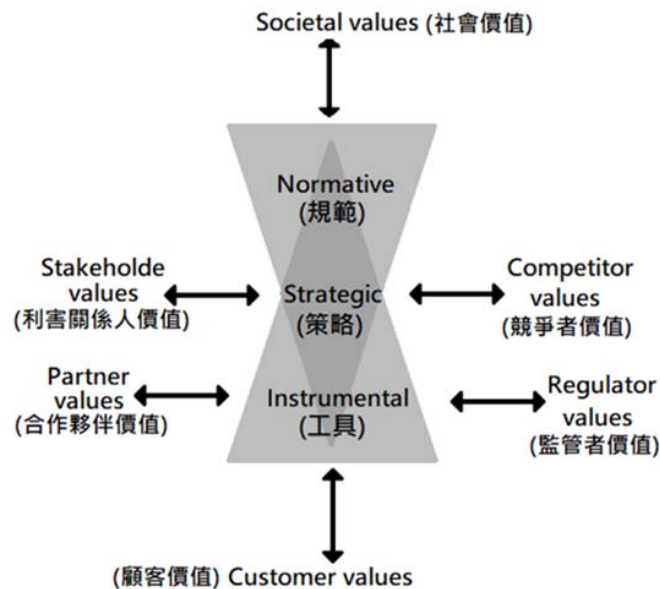 Societal values (社會價值)
Normative
(規範)
Stakeholde
values
(利害關係人價值)
Strategic
(策略)
Competitor
values
(競爭者價值)
Partner
values
(合作夥伴價值)
Instrumental
(工具)
Regulator
values
(監管者價值)
(顧客價值) Customer values